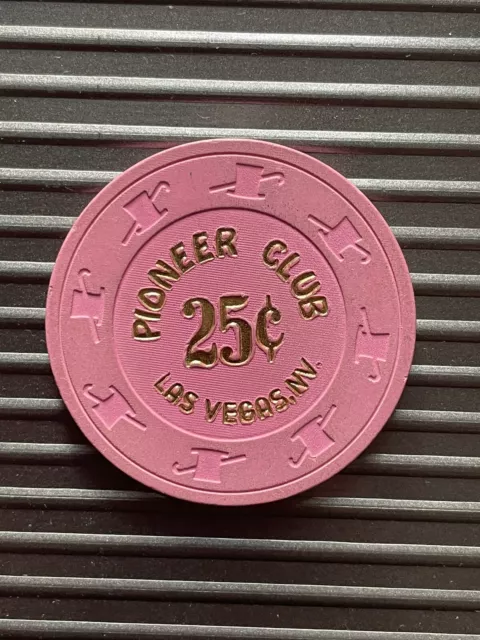 PIONEER CLUB
25¢
LAS VEGAS, NV.